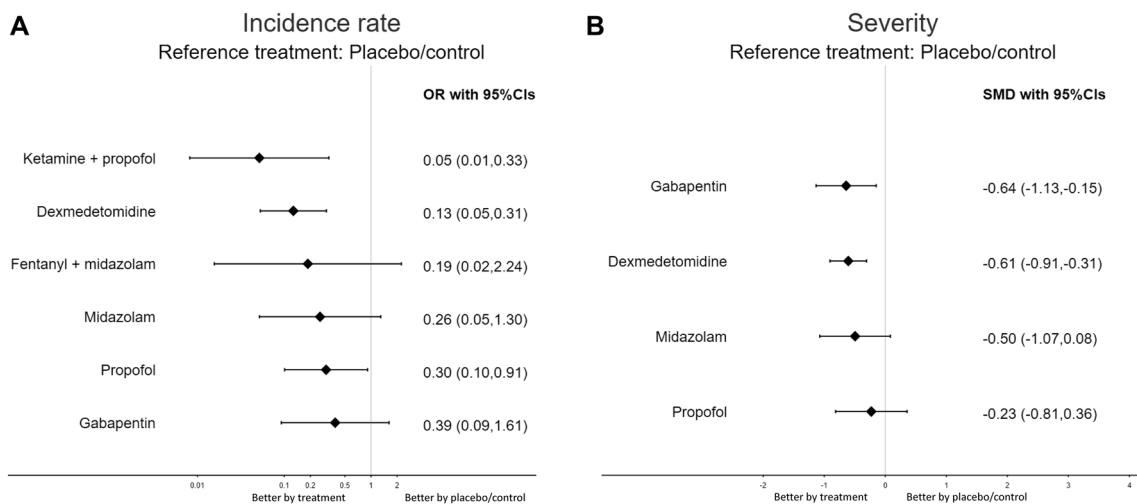 A
Incidence rate
Reference treatment: Placebo/control
OR with 95%CIs
Ketamine + propofol
0.05 (0.01,0.33)
Dexmedetomidine
0.13 (0.05,0.31)
Fentanyl + midazolam
0.19 (0.02,2.24)
Midazolam
0.26 (0.05,1.30)
Propofol
0.30 (0.10,0.91)
Gabapentin
0.39 (0.09,1.61)
0.01 0.1 0.2 0.5 1 2
Better by treatment Better by placebo/control
B
Severity
Reference treatment: Placebo/control
SMD with 95%CIs
Gabapentin
-0.64 (-1.13,-0.15)
Dexmedetomidine
-0.61 (-0.91,-0.31)
Midazolam
-0.50 (-1.07,0.08)
Propofol
-0.23 (-0.81,0.36)
-2 -1 0 1 2 3 4
Better by treatment Better by placebo/control